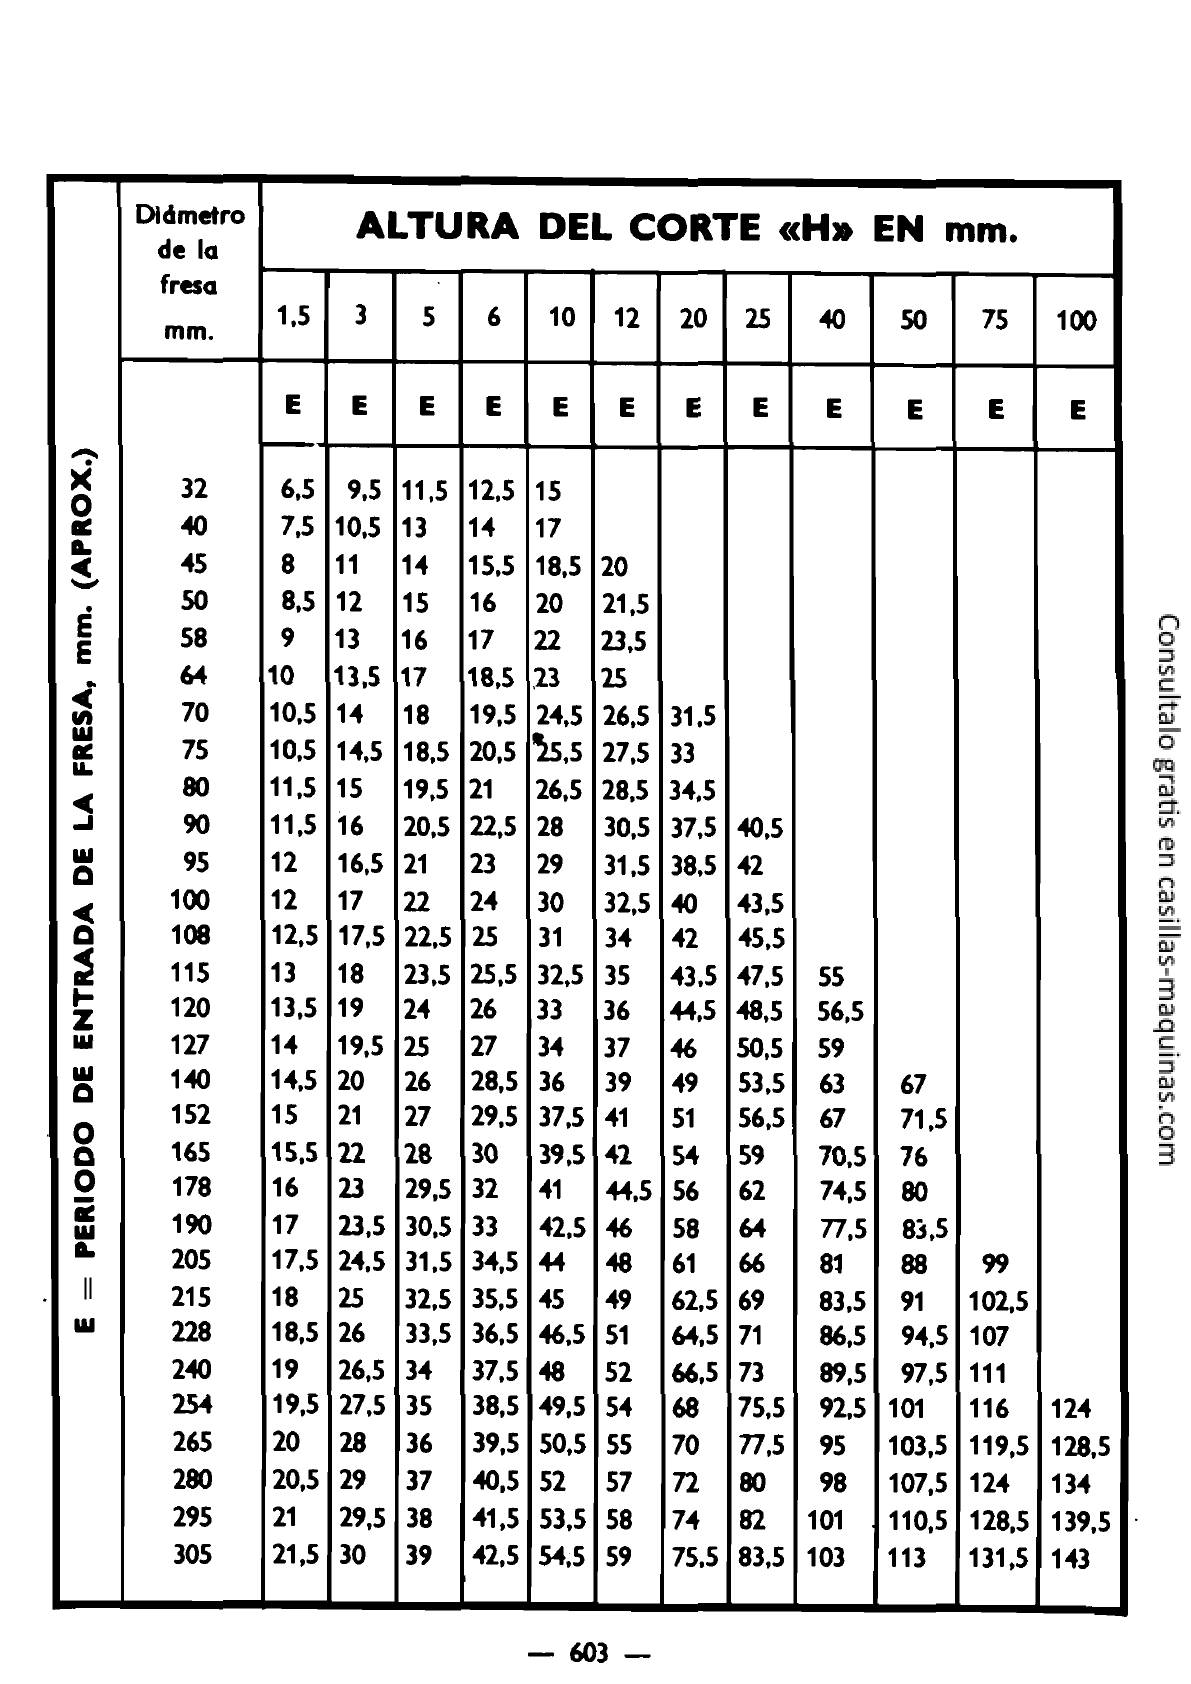 Diámetro
de la
fresa
mm.
ALTURA DEL CORTE «H» EN mm.
1,5 3 5 6 10 12 20 25 40 50 75 100
E E E E E E E E E E E E
E = PERIODO DE ENTRADA DE LA FRESA, mm. (APROX.)
32 6,5 9,5 11,5 12,5 15
40 7,5 10,5 13 14 17
45 8 11 14 15,5 18,5 20
50 8,5 12 15 16 20 21,5
58 9 13 16 17 22 23,5
64 10 13,5 17 18,5 23 25
70 10,5 14 18 19,5 24,5 26,5 31,5
75 10,5 14,5 18,5 20,5 25,5 27,5 33
80 11,5 15 19,5 21 26,5 28,5 34,5
90 11,5 16 20,5 22,5 28 30,5 37,5 40,5
95 12 16,5 21 23 29 31,5 38,5 42
100 12 17 22 24 30 32,5 40 43,5
108 12,5 17,5 22,5 25 31 34 42 45,5
115 13 18 23,5 25,5 32,5 35 43,5 47,5 55
120 13,5 19 24 26 33 36 44,5 48,5 56,5
127 14 19,5 25 27 34 37 46 50,5 59
140 14,5 20 26 28,5 36 39 49 53,5 63 67
152 15 21 27 29,5 37,5 41 51 56,5 67 71,5
165 15,5 22 28 30 39,5 42 54 59 70,5 76
178 16 23 29,5 32 41 44,5 56 62 74,5 80
190 17 23,5 30,5 33 42,5 46 58 64 77,5 83,5
205 17,5 24,5 31,5 34,5 44 48 61 66 81 88 99
215 18 25 32,5 35,5 45 49 62,5 69 83,5 91 102,5
228 18,5 26 33,5 36,5 46,5 51 64,5 71 86,5 94,5 107
240 19 26,5 34 37,5 48 52 66,5 73 89,5 97,5 111
254 19,5 27,5 35 38,5 49,5 54 68 75,5 92,5 101 116 124
265 20 28 36 39,5 50,5 55 70 77,5 95 103,5 119,5 128,5
280 20,5 29 37 40,5 52 57 72 80 98 107,5 124 134
295 21 29,5 38 41,5 53,5 58 74 82 101 110,5 128,5 139,5
305 21,5 30 39 42,5 54,5 59 75,5 83,5 103 113 131,5 143
— 603 —
Consultalo gratis en casillas-maquinas.com